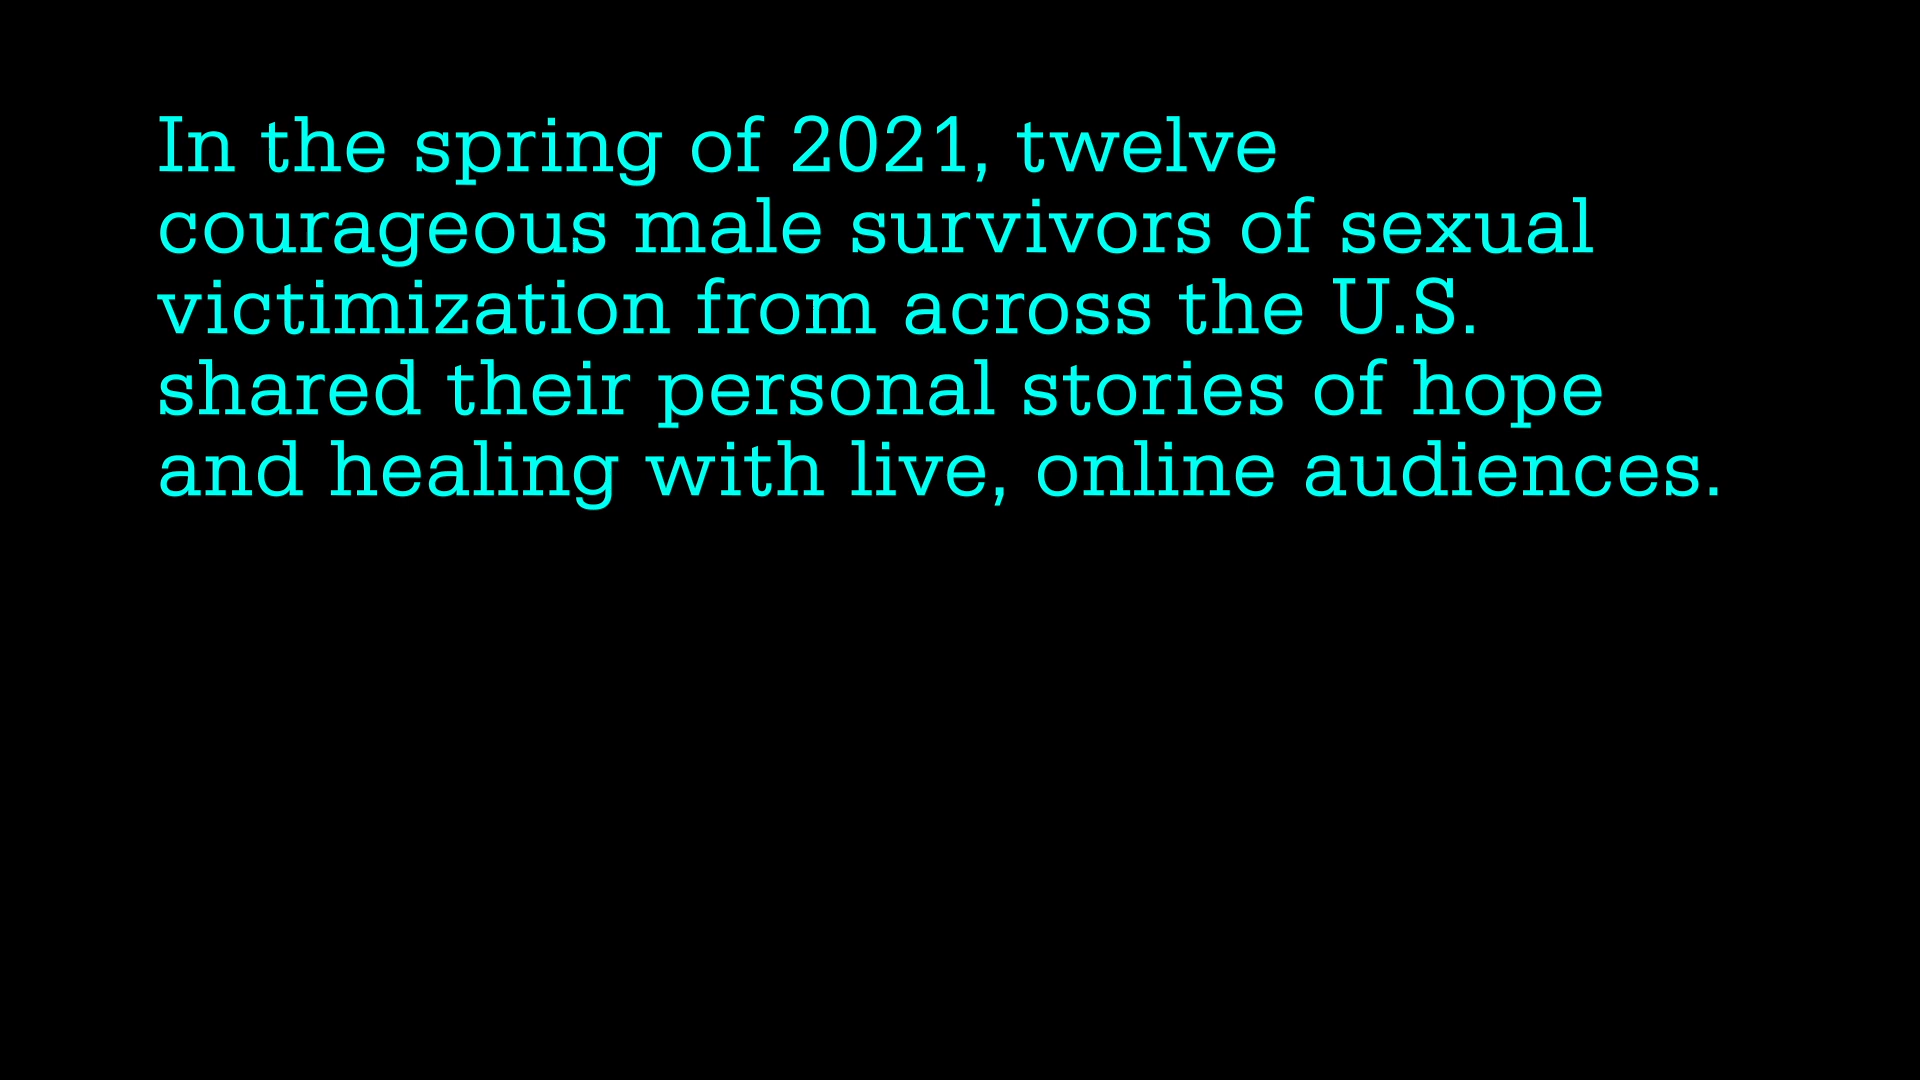 In the spring of 2021, twelve
courageous male survivors of sexual
victimization from across the U.S.
shared their personal stories of hope
and healing with live, online audiences.